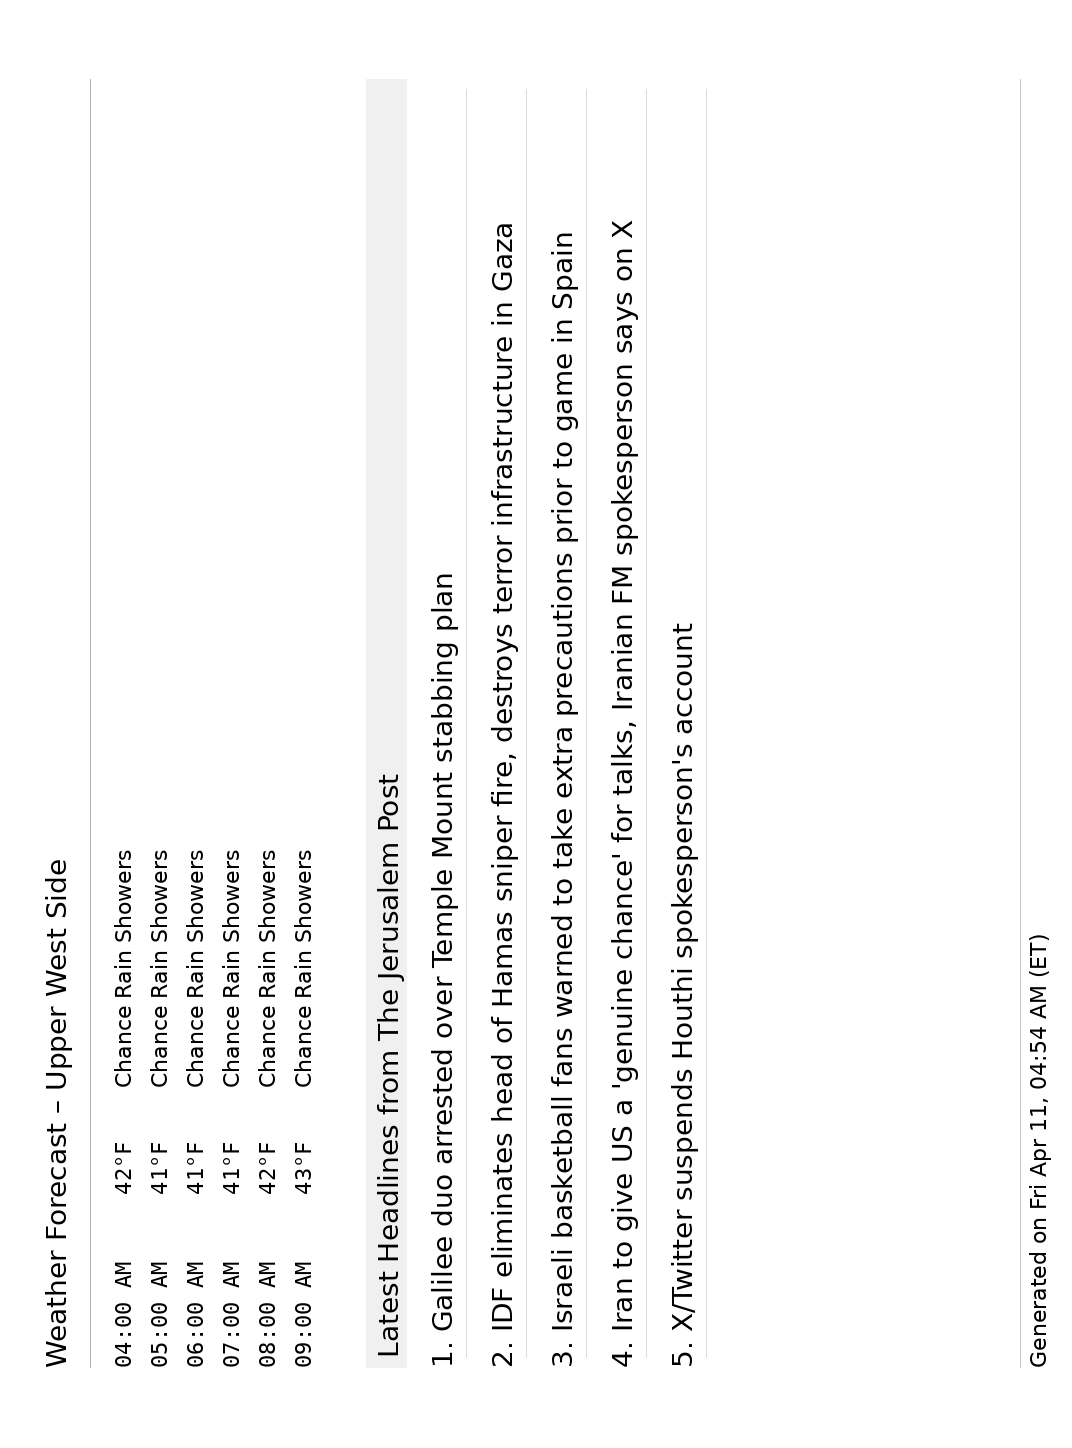 Weather Forecast – Upper West Side
04:00 AM 42°F Chance Rain Showers
05:00 AM 41°F Chance Rain Showers
06:00 AM 41°F Chance Rain Showers
07:00 AM 41°F Chance Rain Showers
08:00 AM 42°F Chance Rain Showers
09:00 AM 43°F Chance Rain Showers
Latest Headlines from The Jerusalem Post
1. Galilee duo arrested over Temple Mount stabbing plan
2. IDF eliminates head of Hamas sniper fire, destroys terror infrastructure in Gaza
3. Israeli basketball fans warned to take extra precautions prior to game in Spain
4. Iran to give US a 'genuine chance' for talks, Iranian FM spokesperson says on X
5. X/Twitter suspends Houthi spokesperson's account
Generated on Fri Apr 11, 04:54 AM (ET)